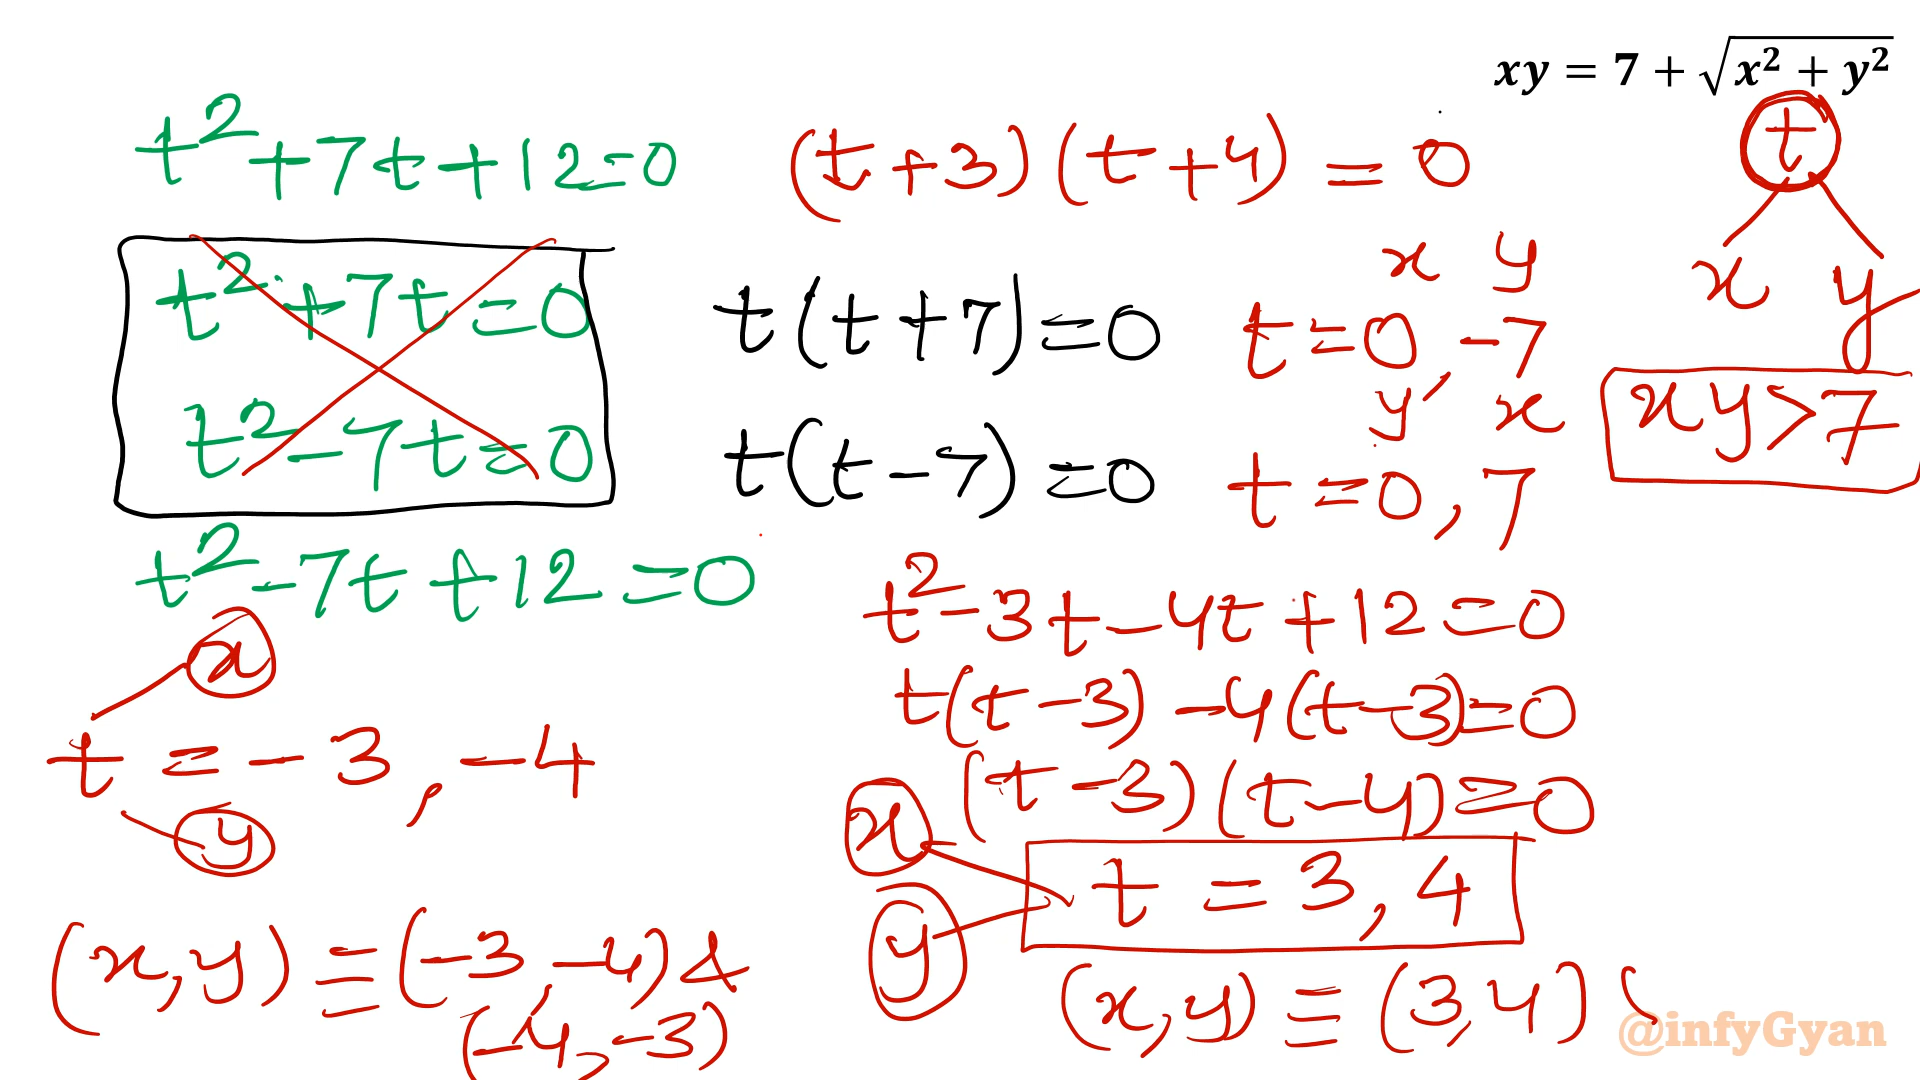 xy = 7 + √(x² + y²)
t² + 7t + 12 = 0
(t + 3)(t + 4) = 0
t
x y
xy > 7
t² + 7t = 0
t(t + 7) = 0
x y
t = 0, -7
y x
t² - 7t = 0
t(t - 7) = 0
t = 0, 7
t² - 7t + 12 = 0
x
t = -3, -4
y
(x, y) ≡ (-3, -4) &
(-4, -3)
t² - 3t - 4t + 12 = 0
t(t - 3) - 4(t - 3) = 0
(t - 3)(t - 4) = 0
x
t = 3, 4
y
(x, y) ≡ (3, 4)
@infyGyan